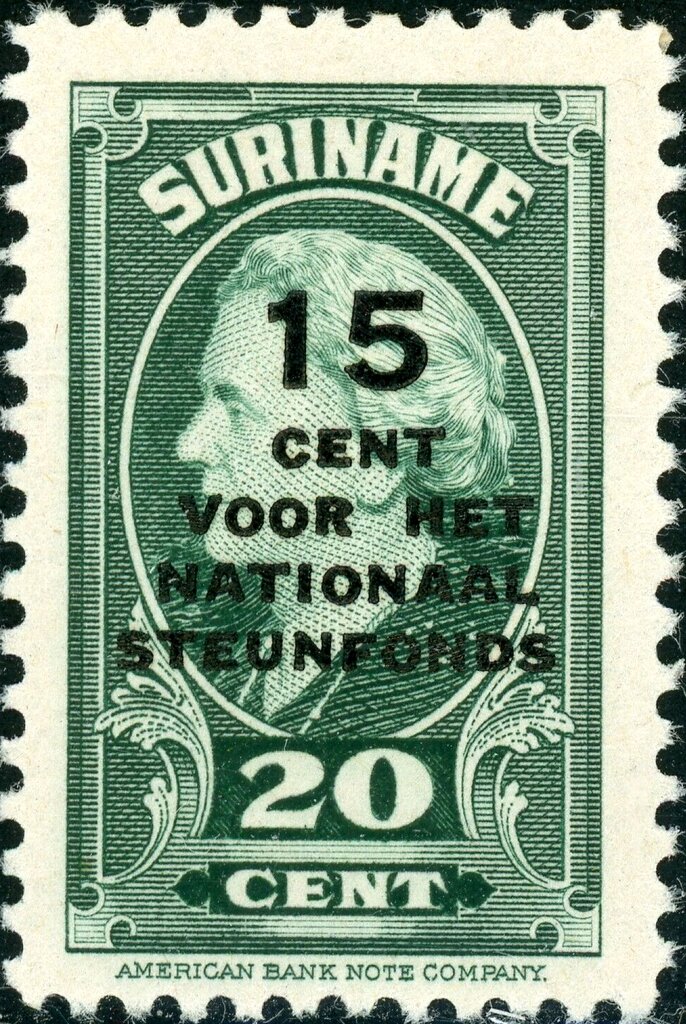 SURINAME
15
CENT
VOOR HET
NATIONAAL
STEUNFONDS
20
CENT
AMERICAN BANK NOTE COMPANY.